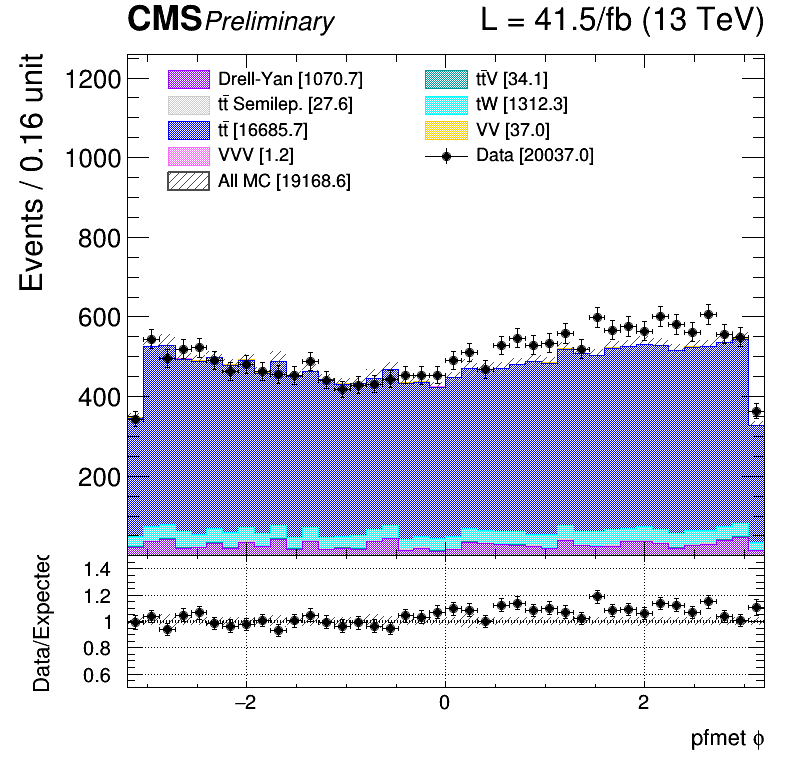 CMS Preliminary L = 41.5/fb (13 TeV)
Events / 0.16 unit
1200
1000
800
600
400
200
Drell-Yan [1070.7]
tt̄ Semilep. [27.6]
tt̄ [16685.7]
VVV [1.2]
All MC [19168.6]
tt̄V [34.1]
tW [1312.3]
VV [37.0]
Data [20037.0]
Data/Expected
1.4
1.2
1
0.8
0.6
−2 0 2
pfmet ϕ